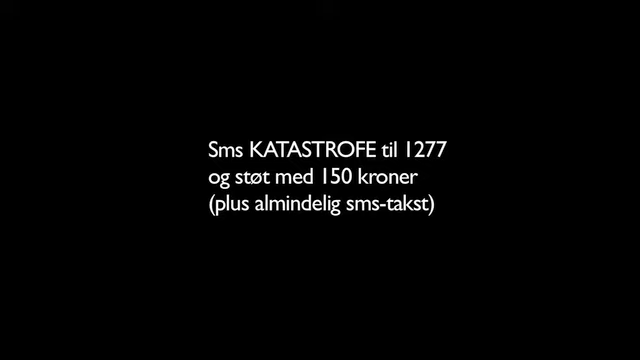 Sms KATASTROFE til 1277
og støt med 150 kroner
(plus almindelig sms-takst)